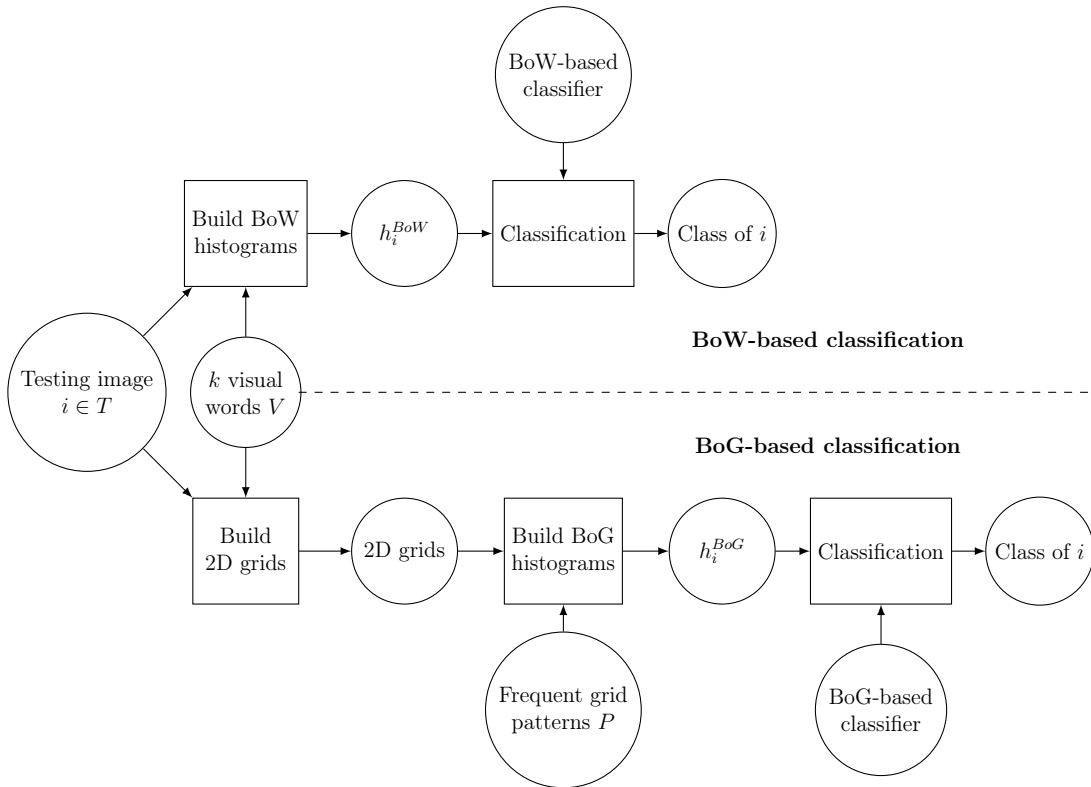 BoW-based
classifier
Build BoW
histograms
$h_i^{BoW}$
Classification
Class of $i$
BoW-based classification
Testing image
$i \in T$
$k$ visual
words $V$
BoG-based classification
Build
2D grids
2D grids
Build BoG
histograms
$h_i^{BoG}$
Classification
Class of $i$
Frequent grid
patterns $P$
BoG-based
classifier